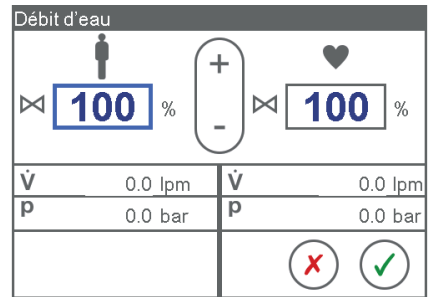 Débit d'eau
+
100 % 100 %
-
V̇ 0.0 lpm V̇ 0.0 lpm
p 0.0 bar p 0.0 bar